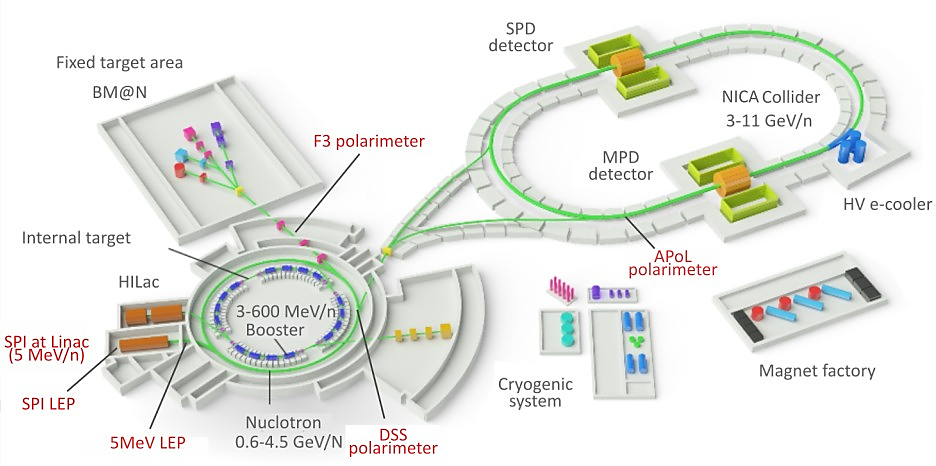 SPD
detector
Fixed target area
BM@N
NICA Collider
3-11 GeV/n
F3 polarimeter
MPD
detector
HV e-cooler
Internal target
APoL
polarimeter
HILac
3-600 MeV/n
Booster
SPI at Linac
(5 MeV/n)
Magnet factory
Cryogenic
system
SPI LEP
Nuclotron
0.6-4.5 GeV/N
5MeV LEP
DSS
polarimeter